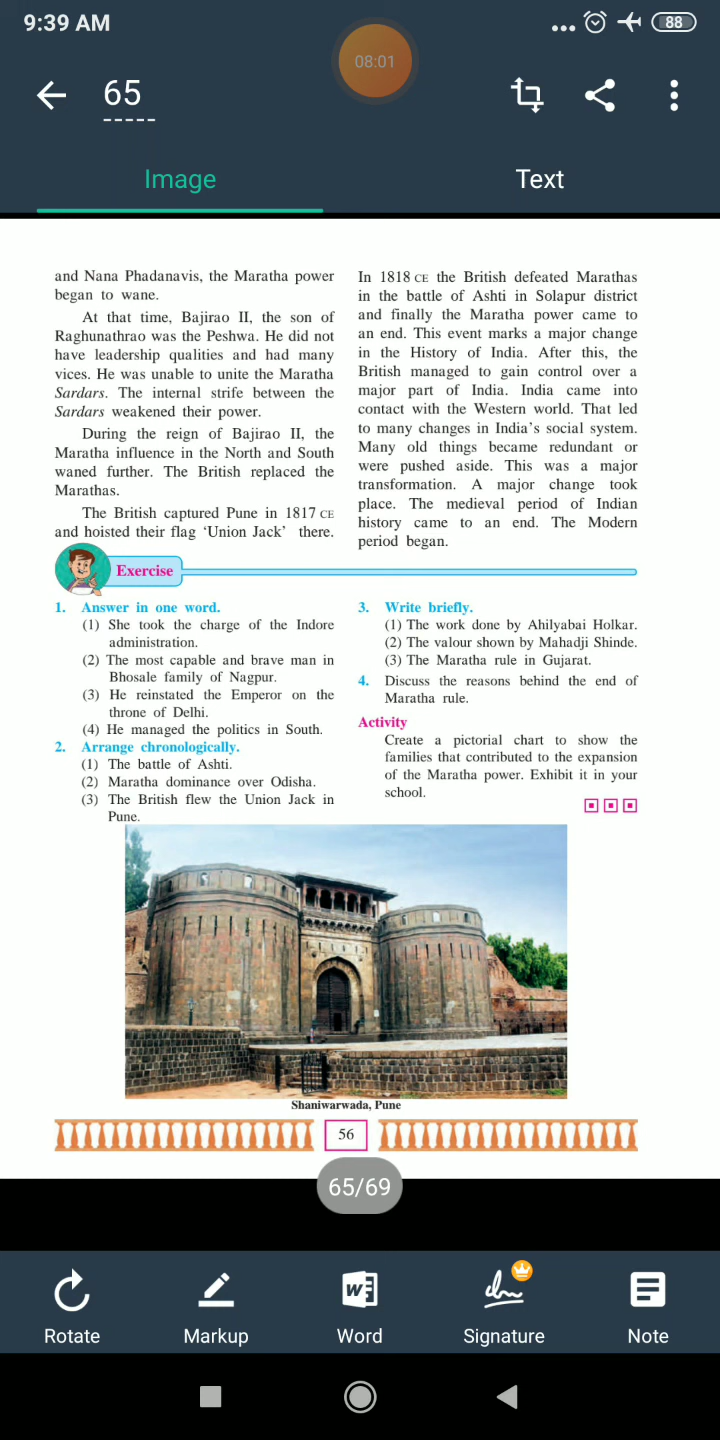 9:39 AM
88
08:01
65
Image
Text
and Nana Phadanavis, the Maratha power
began to wane.
At that time, Bajirao II, the son of
Raghunathrao was the Peshwa. He did not
have leadership qualities and had many
vices. He was unable to unite the Maratha
Sardars. The internal strife between the
Sardars weakened their power.
During the reign of Bajirao II, the
Maratha influence in the North and South
waned further. The British replaced the
Marathas.
The British captured Pune in 1817 CE
and hoisted their flag ‘Union Jack’ there.
In 1818 CE the British defeated Marathas
in the battle of Ashti in Solapur district
and finally the Maratha power came to
an end. This event marks a major change
in the History of India. After this, the
British managed to gain control over a
major part of India. India came into
contact with the Western world. That led
to many changes in India’s social system.
Many old things became redundant or
were pushed aside. This was a major
transformation. A major change took
place. The medieval period of Indian
history came to an end. The Modern
period began.
Exercise
1. Answer in one word.
(1) She took the charge of the Indore
administration.
(2) The most capable and brave man in
Bhosale family of Nagpur.
(3) He reinstated the Emperor on the
throne of Delhi.
(4) He managed the politics in South.
2. Arrange chronologically.
(1) The battle of Ashti.
(2) Maratha dominance over Odisha.
(3) The British flew the Union Jack in
Pune.
3. Write briefly.
(1) The work done by Ahilyabai Holkar.
(2) The valour shown by Mahadji Shinde.
(3) The Maratha rule in Gujarat.
4. Discuss the reasons behind the end of
Maratha rule.
Activity
Create a pictorial chart to show the
families that contributed to the expansion
of the Maratha power. Exhibit it in your
school.
Shaniwarwada, Pune
56
65/69
W
Rotate
Markup
Word
Signature
Note